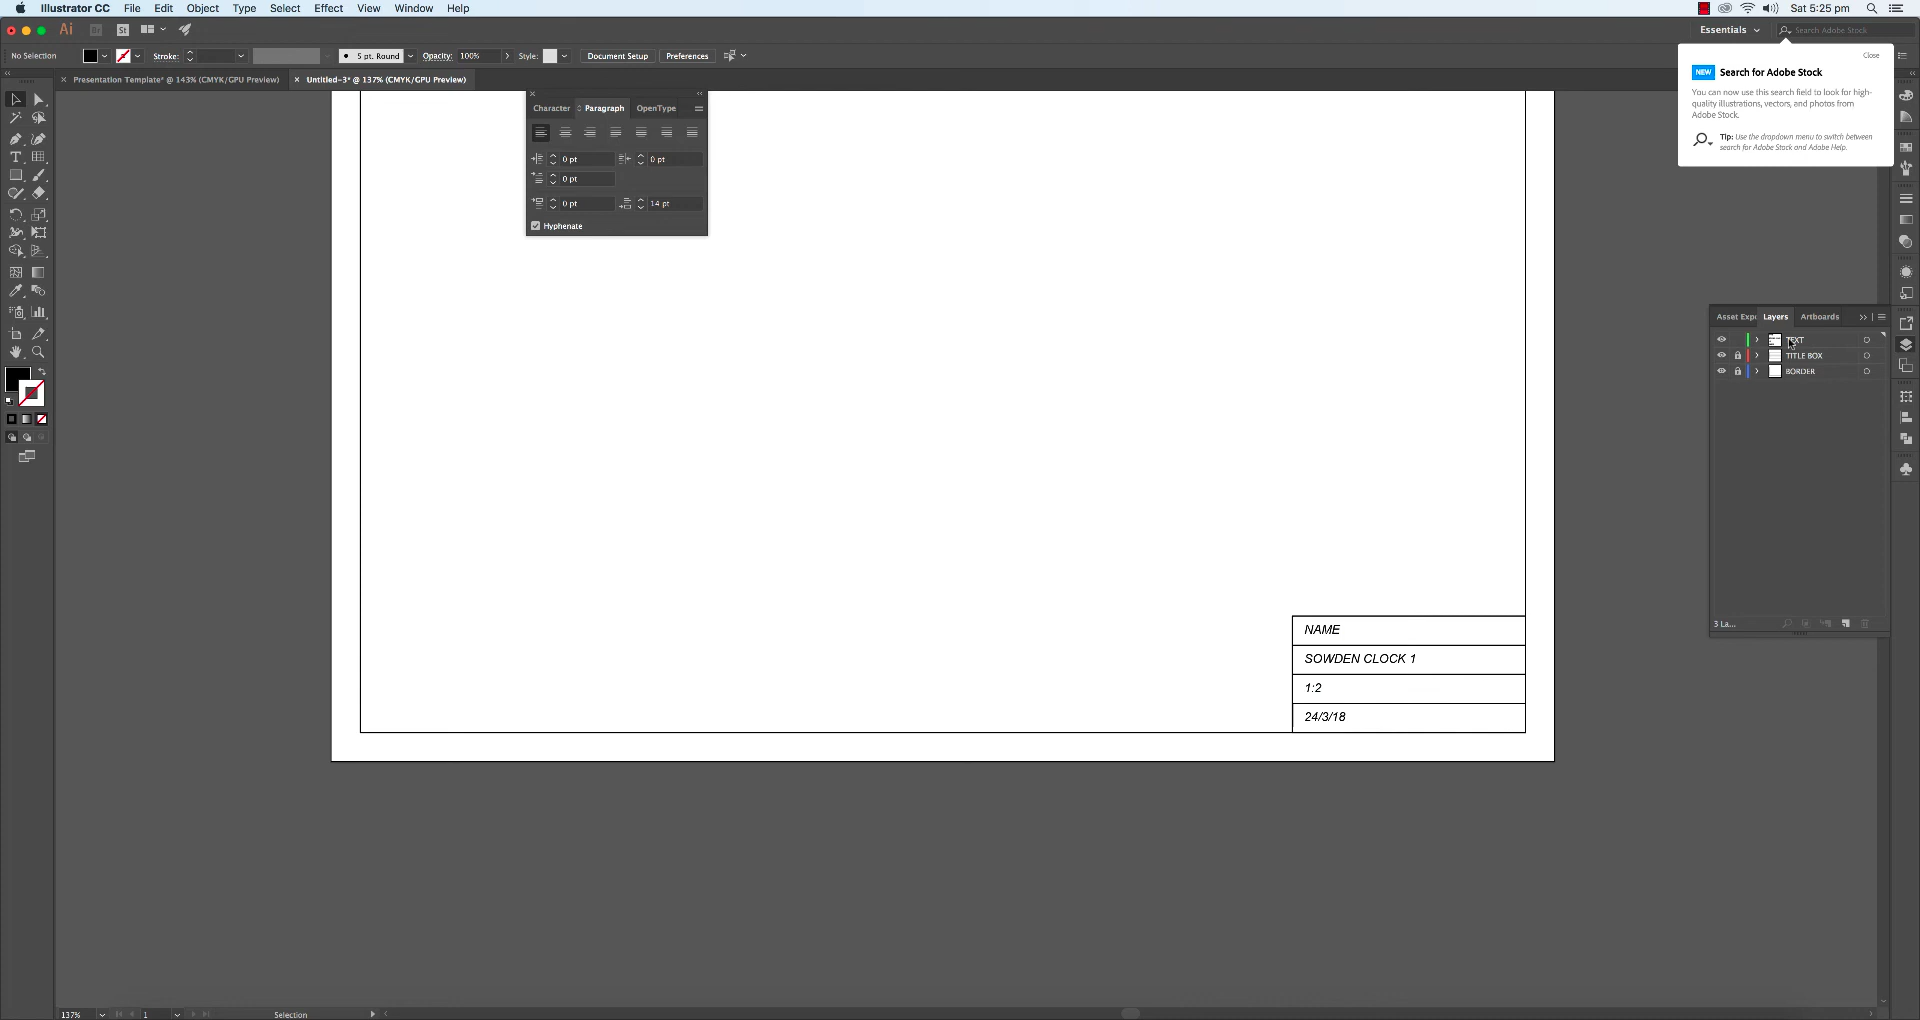 Illustrator CC File Edit Object Type Select Effect View Window Help Sat 5:25 pm
Ai Br St Essentials Search Adobe Stock
No Selection Stroke: 5 pt. Round Opacity: 100% Style: Document Setup Preferences
Close
Presentation Template* @ 143% (CMYK/GPU Preview) Untitled-3* @ 137% (CMYK/GPU Preview)
NEW Search for Adobe Stock
You can now use this search field to look for high-
quality illustrations, vectors, and photos from
Adobe Stock.
Tip: Use the dropdown menu to switch between
search for Adobe Stock and Adobe Help.
Character Paragraph OpenType
0 pt 0 pt
0 pt
0 pt 14 pt
Hyphenate
Asset Expo Layers Artboards
TEXT
TITLE BOX
BORDER
3 La...
NAME
SOWDEN CLOCK 1
1:2
24/3/18
137% 1 Selection